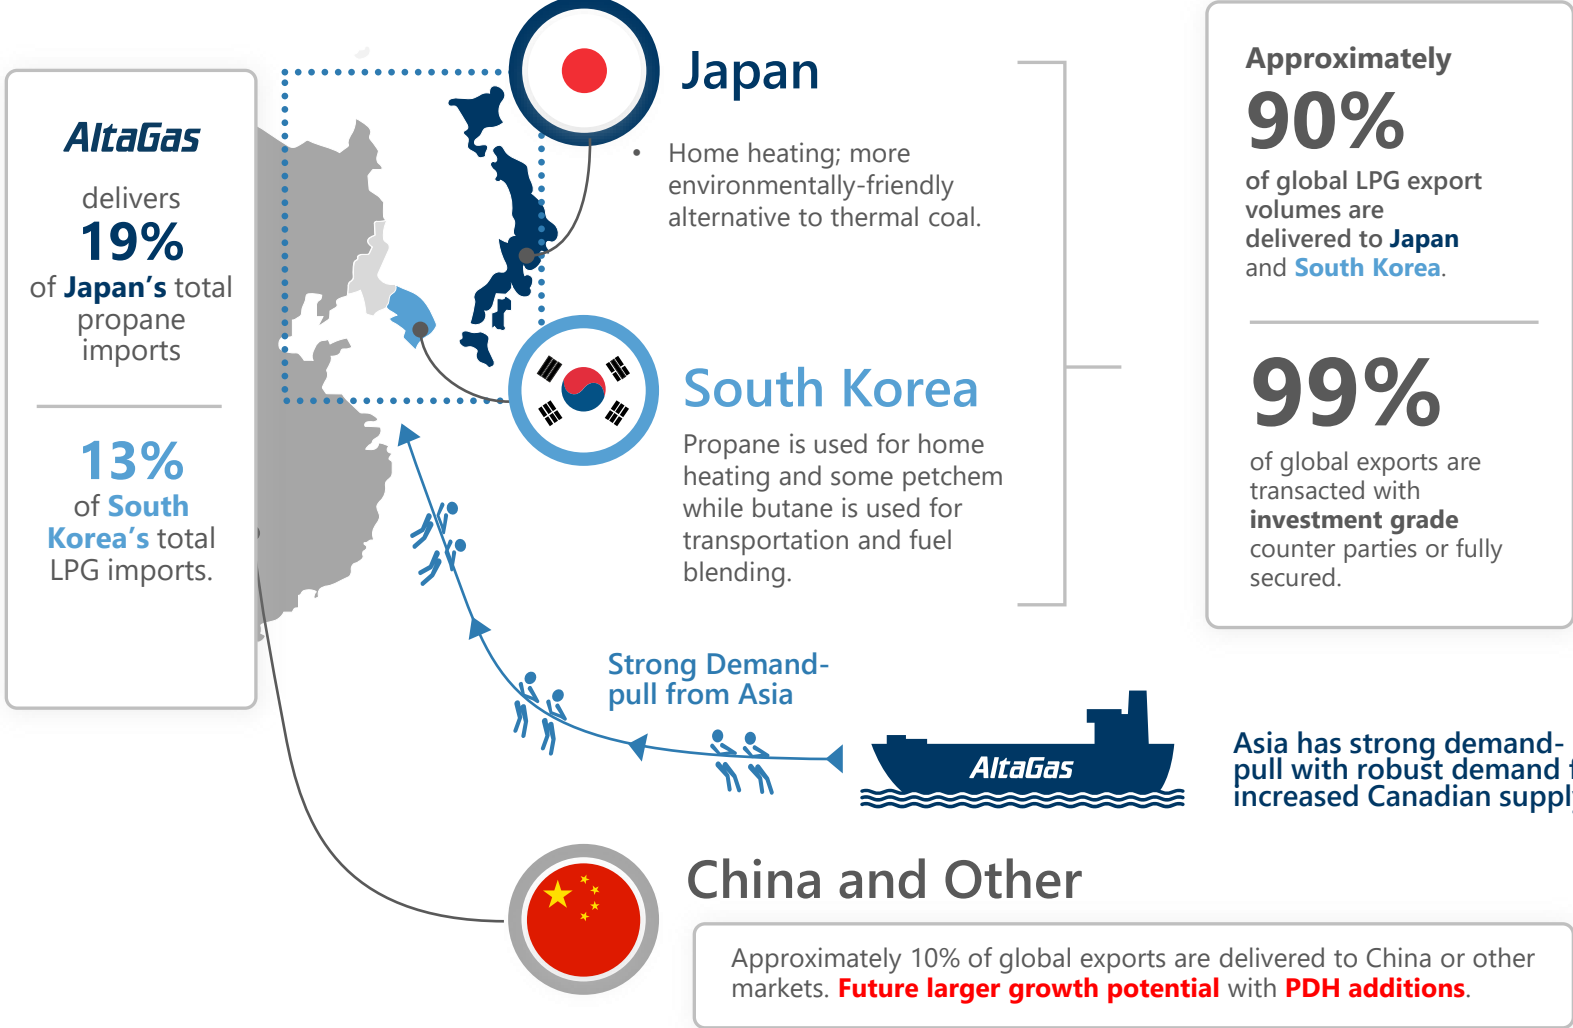 AltaGas
delivers
19%
of Japan's total
propane
imports
13%
of South
Korea's total
LPG imports.
Japan
• Home heating; more
environmentally-friendly
alternative to thermal coal.
South Korea
Propane is used for home
heating and some petchem
while butane is used for
transportation and fuel
blending.
Approximately
90%
of global LPG export
volumes are
delivered to Japan
and South Korea.
99%
of global exports are
transacted with
investment grade
counter parties or fully
secured.
Strong Demand-
pull from Asia
AltaGas
Asia has strong demand-
pull with robust demand
increased Canadian supply
China and Other
Approximately 10% of global exports are delivered to China or other
markets. Future larger growth potential with PDH additions.